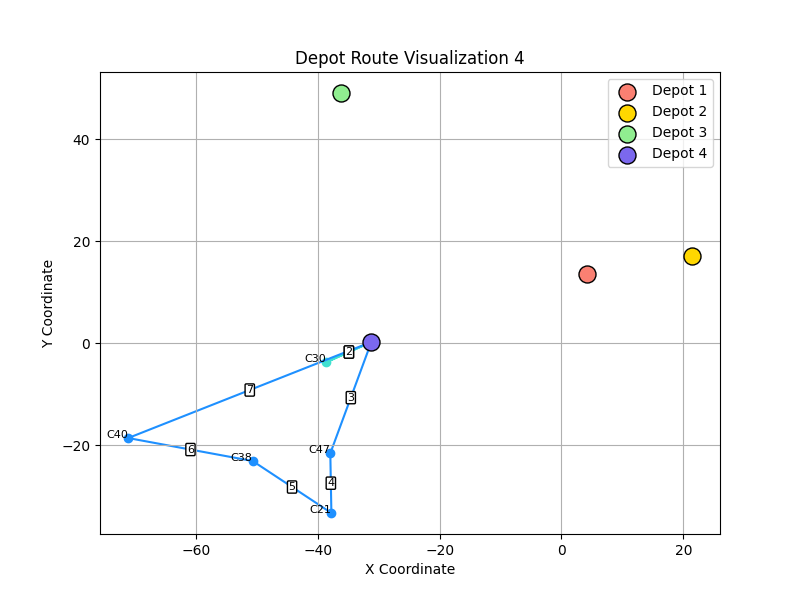 Depot Route Visualization 4
Depot 1
Depot 2
Depot 3
Depot 4
Y Coordinate
40
20
0
−20
C30
2
7
3
C40
6
C38
C47
5
4
C21
−60
−40
−20
0
20
X Coordinate